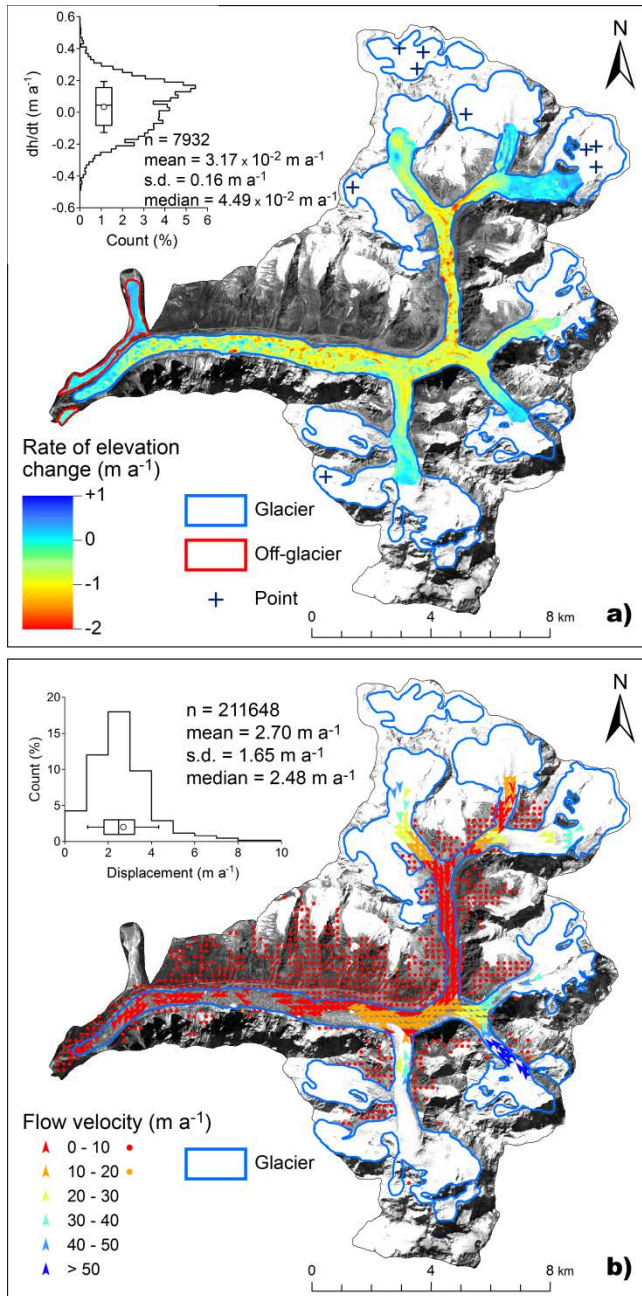 0.6
0.4
0.2
0.0
-0.2
-0.4
-0.6
dh/dt (m a⁻¹)
n = 7932
mean = 3.17 x 10⁻² m a⁻¹
s.d. = 0.16 m a⁻¹
median = 4.49 x 10⁻² m a⁻¹
0 1 2 3 4 5 6
Count (%)
N
Rate of elevation
change (m a⁻¹)
+1
0
-1
-2
Glacier
Off-glacier
Point
0 4 8 km
a)
20
15
10
5
0
Count (%)
n = 211648
mean = 2.70 m a⁻¹
s.d. = 1.65 m a⁻¹
median = 2.48 m a⁻¹
0 2 4 6 8 10
Displacement (m a⁻¹)
N
Flow velocity (m a⁻¹)
0 - 10
10 - 20
20 - 30
30 - 40
40 - 50
> 50
Glacier
0 4 8 km
b)